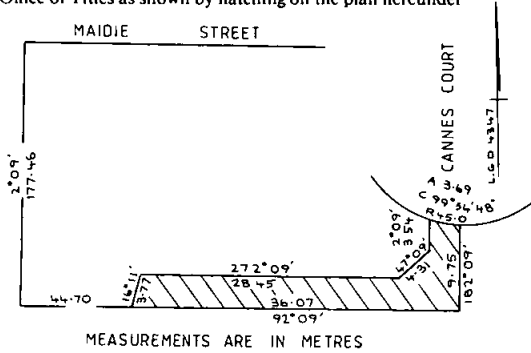 Office of Titles as shown by hatching on the plan hereunder
MAIDIE STREET
CANNES COURT
L.G.D 4347
2°09'
177.46
A 3.69
C 99°54'48"
R45.0
2°09'
3.54
47°09'
4.31
9.75
182°09'
272°09'
28.45
16°11'
3.77
44.70
36.07
92°09'
MEASUREMENTS ARE IN METRES